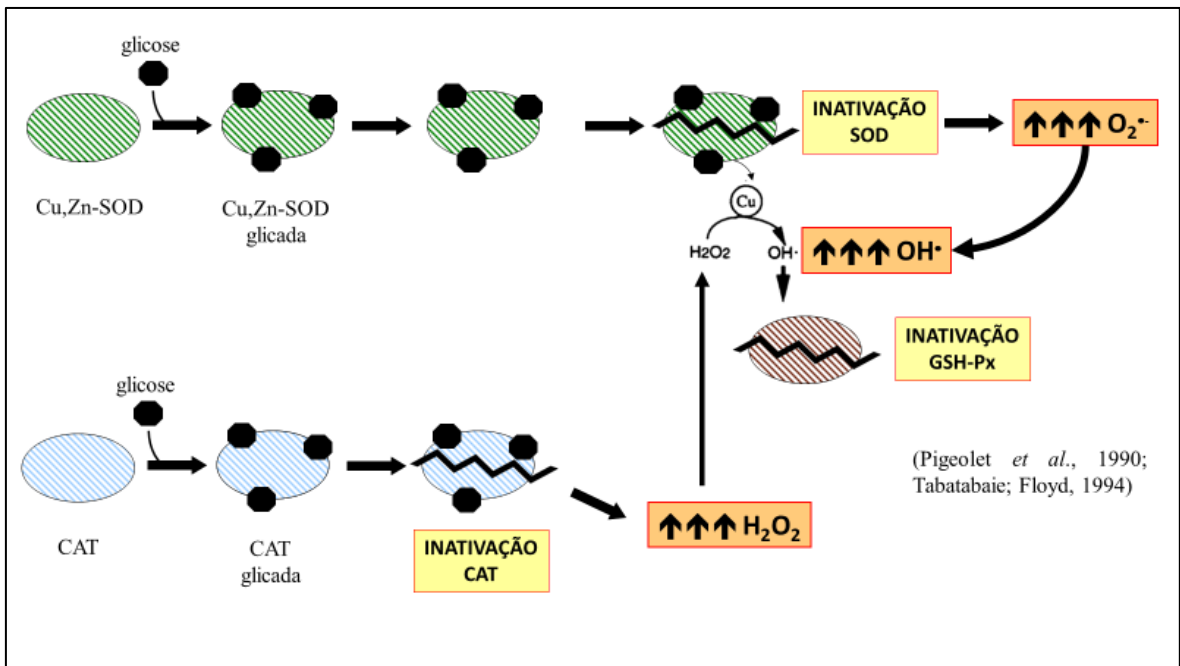 glicose
Cu,Zn-SOD
Cu,Zn-SOD
glicada
INATIVAÇÃO
SOD
↑↑↑ O₂•-
Cu
H2O2
OH·
↑↑↑ OH•
INATIVAÇÃO
GSH-Px
glicose
CAT
CAT
glicada
INATIVAÇÃO
CAT
↑↑↑ H₂O₂
(Pigeolet et al., 1990;
Tabatabaie; Floyd, 1994)